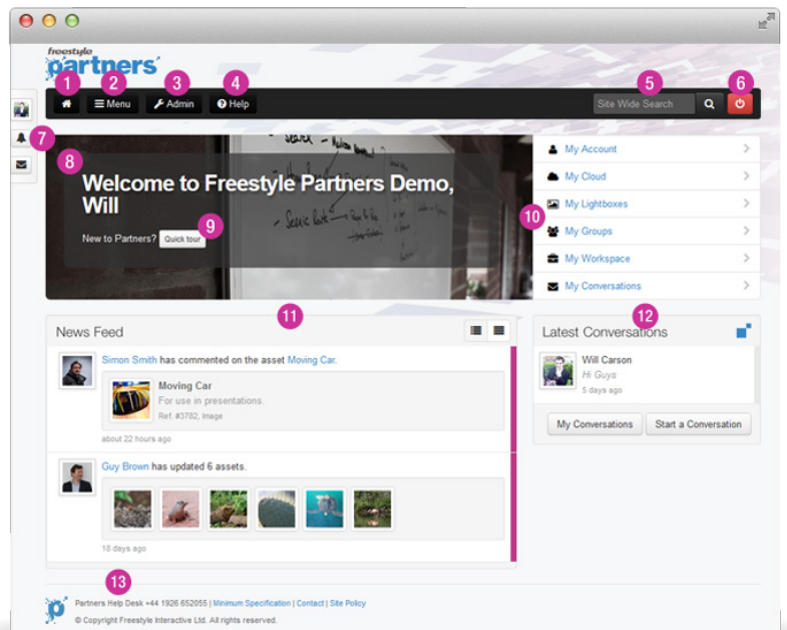 freestyle
partners
1
2
3
4
5
6
Menu
Admin
Help
Site Wide Search
7
8
Welcome to Freestyle Partners Demo,
Will
9
New to Partners? Quick tour
My Account
My Cloud
My Lightboxes
10
My Groups
My Workspace
My Conversations
11
News Feed
Simon Smith has commented on the asset Moving Car.
Moving Car
For use in presentations.
Ref. #3782, Image
about 22 hours ago
Guy Brown has updated 6 assets.
18 days ago
12
Latest Conversations
Will Carson
Hi Guys
5 days ago
My Conversations
Start a Conversation
13
Partners Help Desk +44 1926 652055 | Minimum Specification | Contact | Site Policy
© Copyright Freestyle Interactive Ltd. All rights reserved.